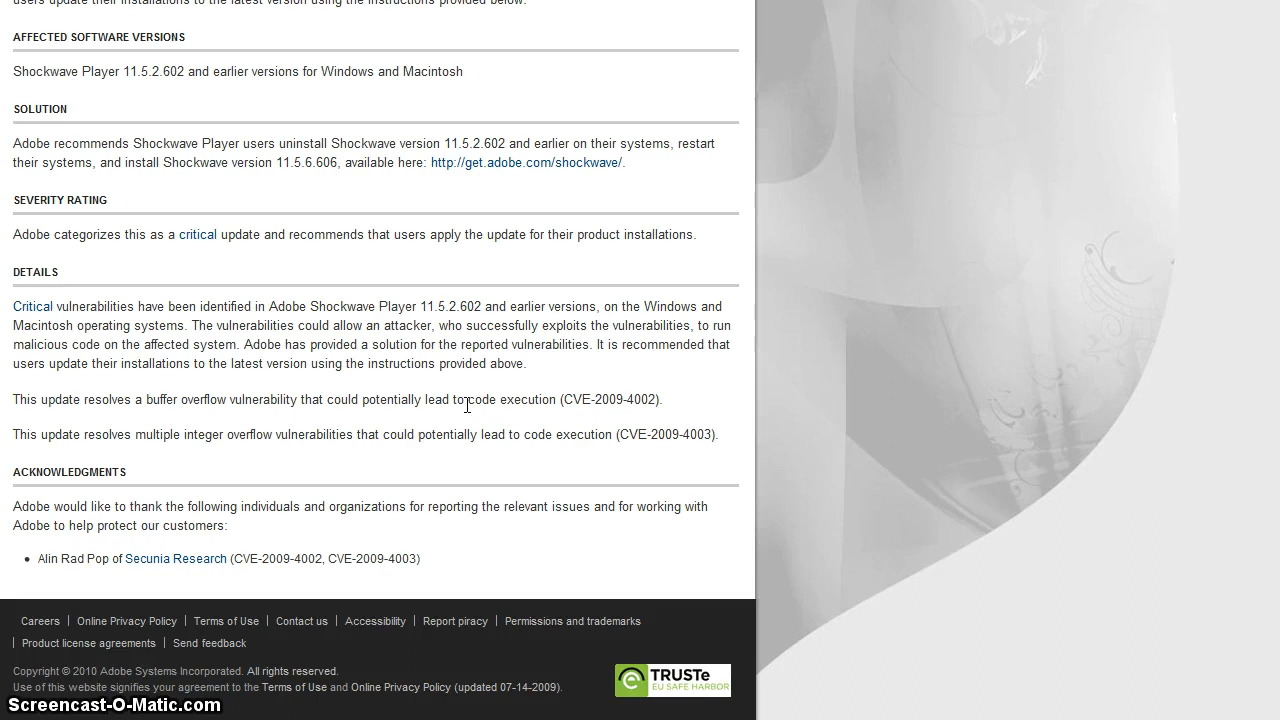 users update their installations to the latest version using the instructions provided below.
AFFECTED SOFTWARE VERSIONS
Shockwave Player 11.5.2.602 and earlier versions for Windows and Macintosh
SOLUTION
Adobe recommends Shockwave Player users uninstall Shockwave version 11.5.2.602 and earlier on their systems, restart
their systems, and install Shockwave version 11.5.6.606, available here: http://get.adobe.com/shockwave/.
SEVERITY RATING
Adobe categorizes this as a critical update and recommends that users apply the update for their product installations.
DETAILS
Critical vulnerabilities have been identified in Adobe Shockwave Player 11.5.2.602 and earlier versions, on the Windows and
Macintosh operating systems. The vulnerabilities could allow an attacker, who successfully exploits the vulnerabilities, to run
malicious code on the affected system. Adobe has provided a solution for the reported vulnerabilities. It is recommended that
users update their installations to the latest version using the instructions provided above.
This update resolves a buffer overflow vulnerability that could potentially lead to code execution (CVE-2009-4002).
This update resolves multiple integer overflow vulnerabilities that could potentially lead to code execution (CVE-2009-4003).
ACKNOWLEDGMENTS
Adobe would like to thank the following individuals and organizations for reporting the relevant issues and for working with
Adobe to help protect our customers:
• Alin Rad Pop of Secunia Research (CVE-2009-4002, CVE-2009-4003)
Careers | Online Privacy Policy | Terms of Use | Contact us | Accessibility | Report piracy | Permissions and trademarks
| Product license agreements | Send feedback
Copyright © 2010 Adobe Systems Incorporated. All rights reserved.
Use of this website signifies your agreement to the Terms of Use and Online Privacy Policy (updated 07-14-2009).
TRUSTe
EU SAFE HARBOR
Screencast-O-Matic.com